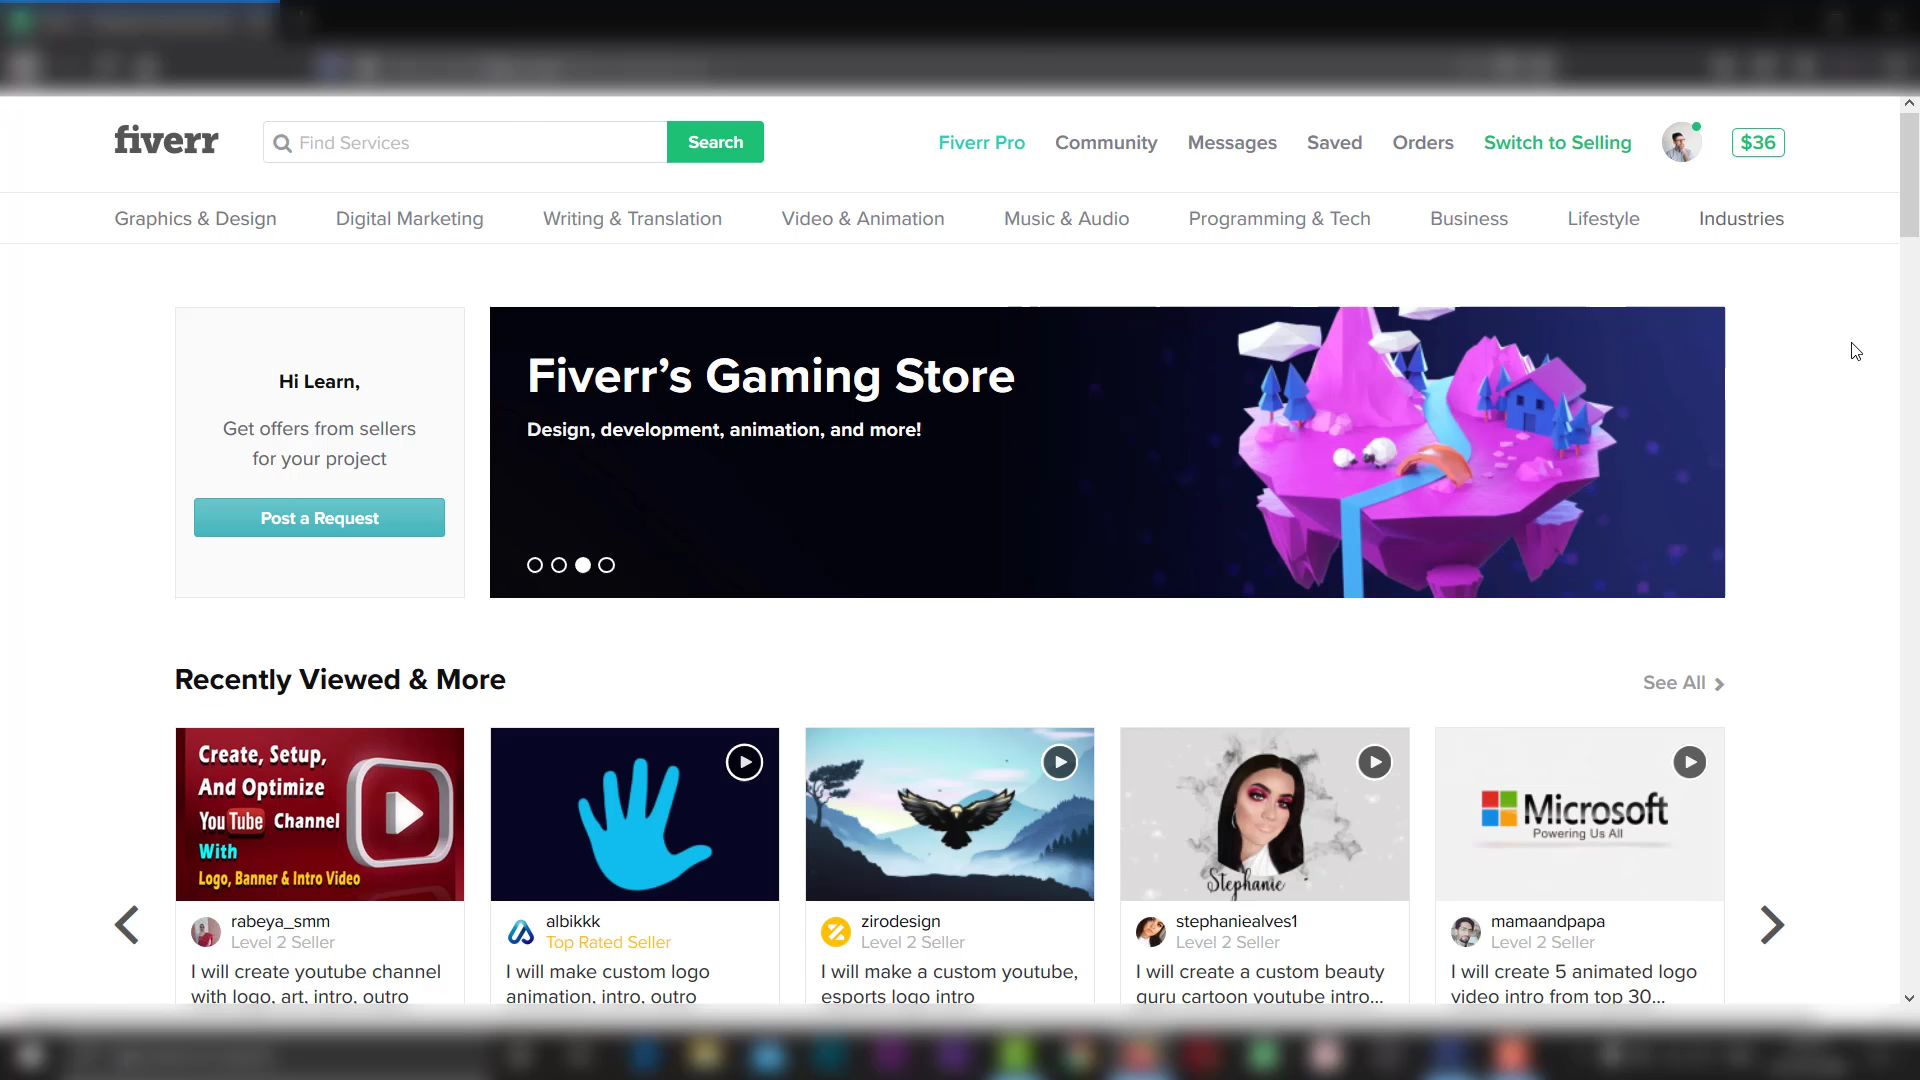 fiverr
Find Services
Search
Fiverr Pro
Community
Messages
Saved
Orders
Switch to Selling
$36
Graphics & Design
Digital Marketing
Writing & Translation
Video & Animation
Music & Audio
Programming & Tech
Business
Lifestyle
Industries
Hi Learn,
Get offers from sellers
for your project
Post a Request
Fiverr’s Gaming Store
Design, development, animation, and more!
Recently Viewed & More
See All
Create, Setup,
And Optimize
YouTube Channel
With
Logo, Banner & Intro Video
rabeya_smm
Level 2 Seller
I will create youtube channel
with logo, art, intro, outro
albikkk
Top Rated Seller
I will make custom logo
animation, intro, outro
zirodesign
Level 2 Seller
I will make a custom youtube,
esports logo intro
Stephanie
stephaniealves1
Level 2 Seller
I will create a custom beauty
guru cartoon youtube intro...
Microsoft
Powering Us All
mamaandpapa
Level 2 Seller
I will create 5 animated logo
video intro from top 30...